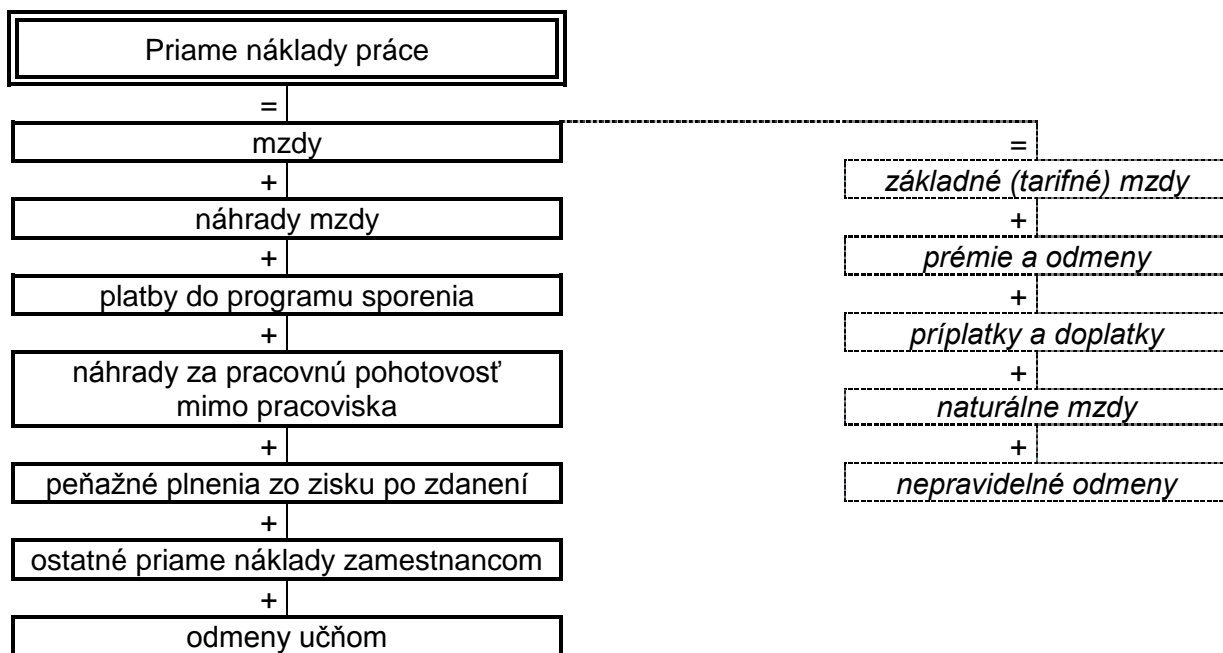 Priame náklady práce
=
mzdy
+
náhrady mzdy
+
platby do programu sporenia
+
náhrady za pracovnú pohotovosť
mimo pracoviska
+
peňažné plnenia zo zisku po zdanení
+
ostatné priame náklady zamestnancom
+
odmeny učňom
=
základné (tarifné) mzdy
+
prémie a odmeny
+
príplatky a doplatky
+
naturálne mzdy
+
nepravidelné odmeny